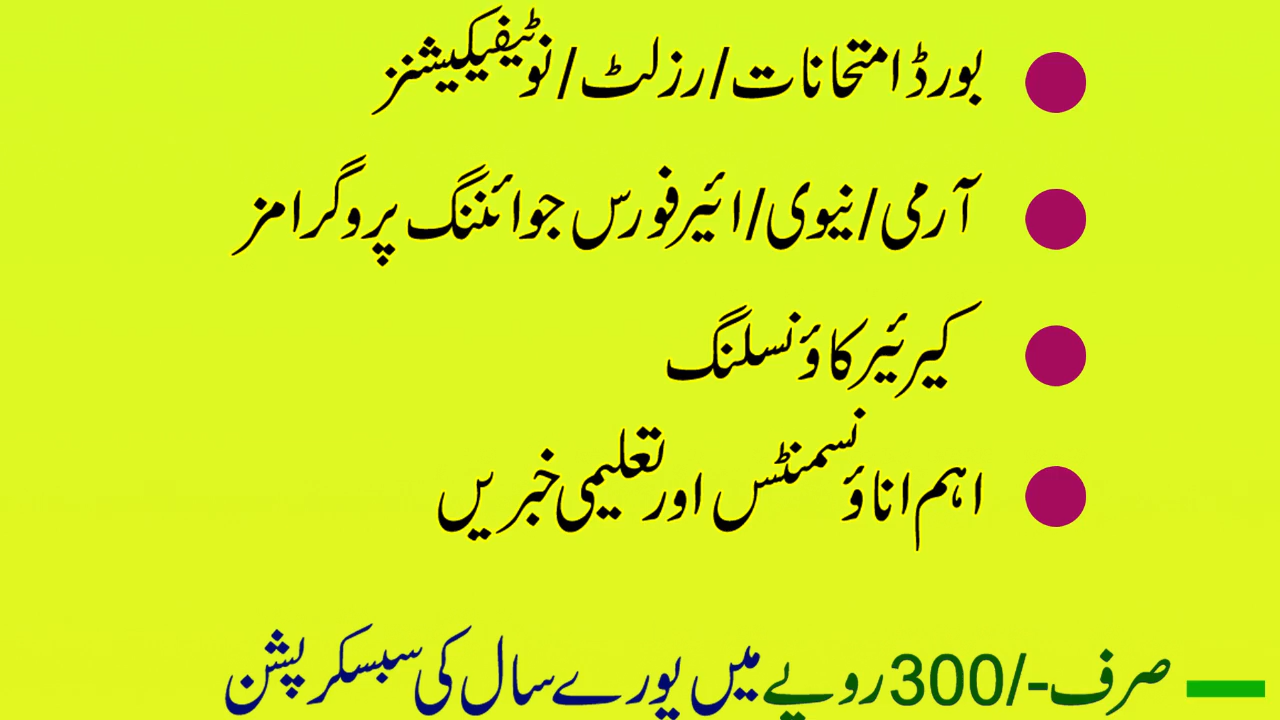 بورڈ امتحانات/رزلٹ/نوٹیفیکیشنز
آرمی/نیوی/ائیرفورس جوائننگ پروگرامز
کیرئیر کاؤنسلنگ
اہم اناؤنسمنٹس اور تعلیمی خبریں
صرف -/300 روپے میں پورے سال کی سبسکرپشن